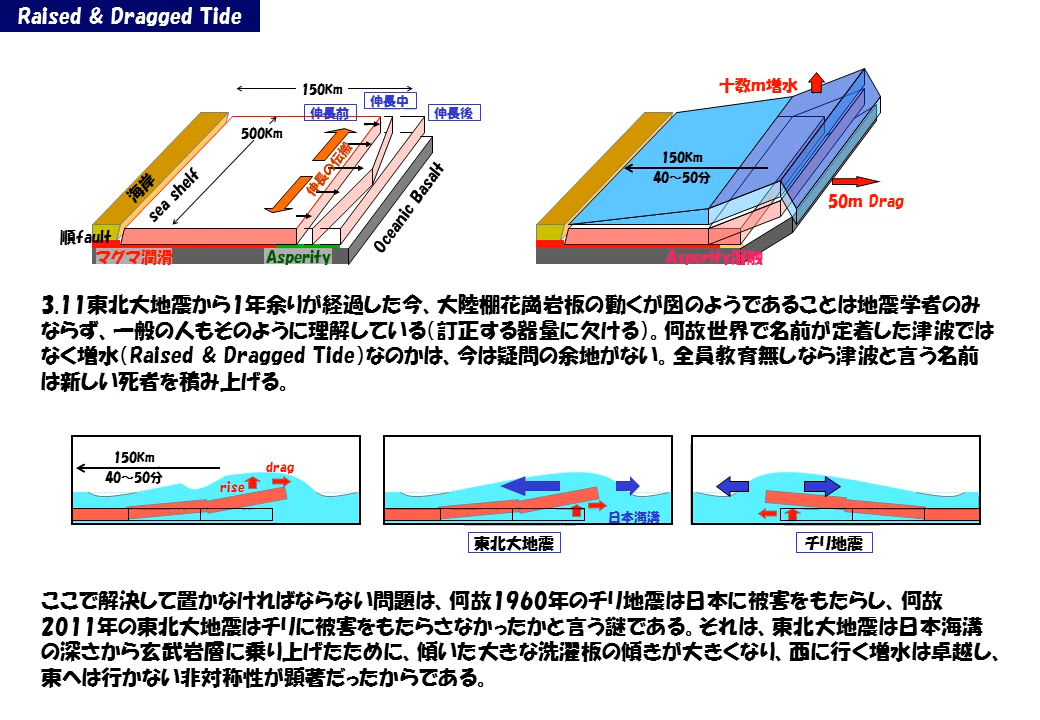 Raised & Dragged Tide
150Km
伸長前
伸長中
伸長後
500Km
伸長の伝搬
海岸
sea shelf
Oceanic Basalt
順fault
マグマ潤滑
Asperity
十数m増水
150Km
40〜50分
50m Drag
Asperity溶融
3.11東北大地震から1年余りが経過した今、大陸棚花崗岩板の動くが図のようであることは地震学者のみ
ならず、一般の人もそのように理解している(訂正する器量に欠ける)。何故世界で名前が定着した津波では
なく増水(Raised & Dragged Tide)なのかは、今は疑問の余地がない。全員教育無しなら津波と言う名前
は新しい死者を積み上げる。
150Km
40〜50分
rise
drag
日本海溝
東北大地震
チリ地震
ここで解決して置かなければならない問題は、何故1960年のチリ地震は日本に被害をもたらし、何故
2011年の東北大地震はチリに被害をもたらさなかったかと言う謎である。それは、東北大地震は日本海溝
の深さから玄武岩層に乗り上げたために、傾いた大きな洗濯板の傾きが大きくなり、西に行く増水は卓越し、
東へは行かない非対称性が顕著だったからである。